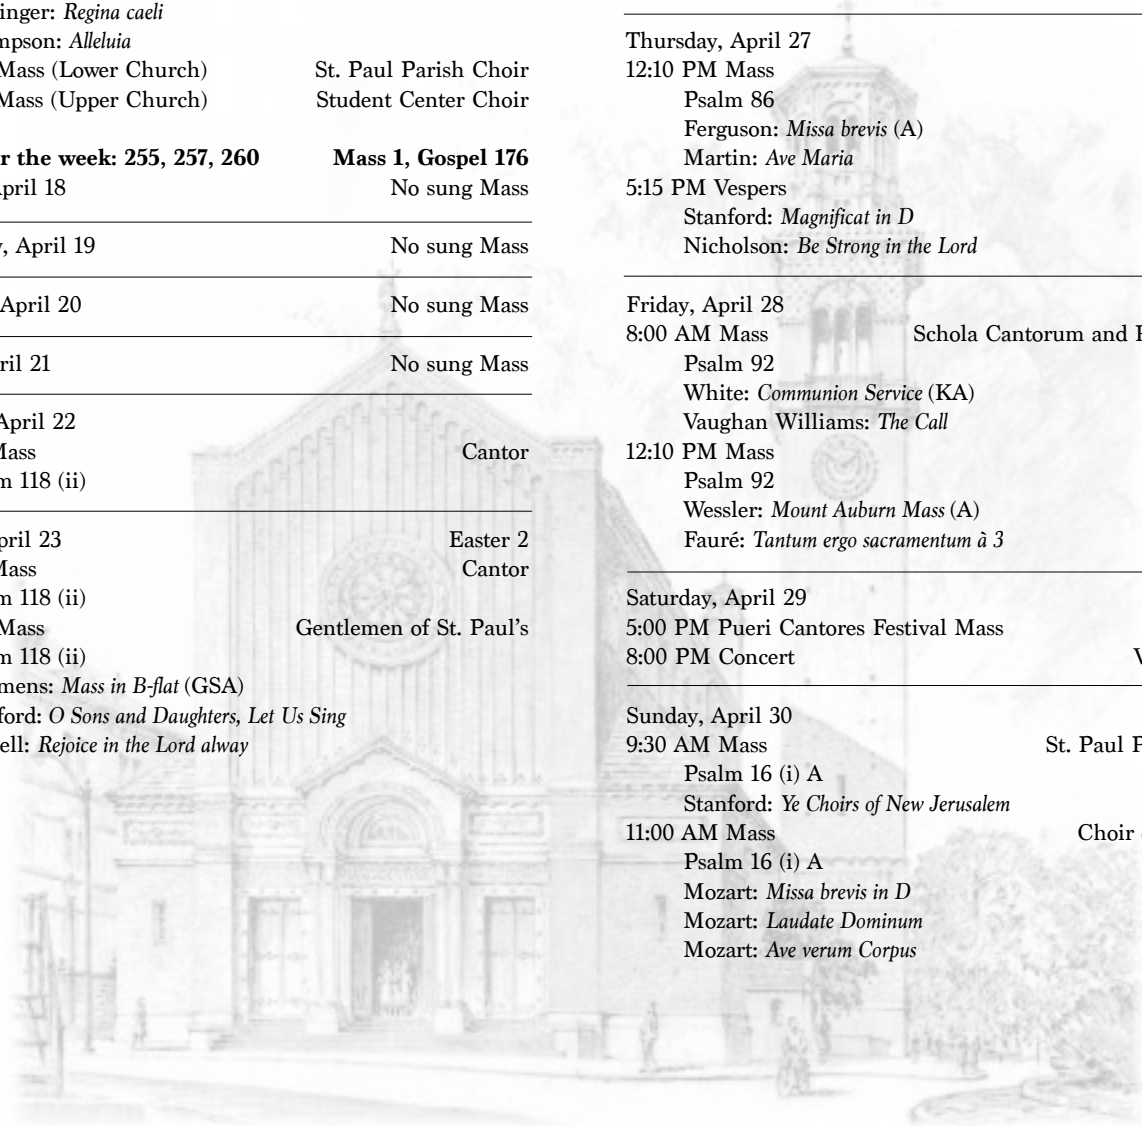 inger: Regina caeli
mpson: Alleluia
Mass (Lower Church) St. Paul Parish Choir
Mass (Upper Church) Student Center Choir
r the week: 255, 257, 260 Mass 1, Gospel 176
April 18 No sung Mass
, April 19 No sung Mass
April 20 No sung Mass
ril 21 No sung Mass
April 22
Mass Cantor
m 118 (ii)
pril 23 Easter 2
Mass Cantor
m 118 (ii)
Mass Gentlemen of St. Paul's
m 118 (ii)
mens: Mass in B-flat (GSA)
ford: O Sons and Daughters, Let Us Sing
ell: Rejoice in the Lord alway
Thursday, April 27
12:10 PM Mass
Psalm 86
Ferguson: Missa brevis (A)
Martin: Ave Maria
5:15 PM Vespers
Stanford: Magnificat in D
Nicholson: Be Strong in the Lord
Friday, April 28
8:00 AM Mass Schola Cantorum and
Psalm 92
White: Communion Service (KA)
Vaughan Williams: The Call
12:10 PM Mass
Psalm 92
Wessler: Mount Auburn Mass (A)
Fauré: Tantum ergo sacramentum à 3
Saturday, April 29
5:00 PM Pueri Cantores Festival Mass
8:00 PM Concert V
Sunday, April 30
9:30 AM Mass St. Paul P
Psalm 16 (i) A
Stanford: Ye Choirs of New Jerusalem
11:00 AM Mass Choir
Psalm 16 (i) A
Mozart: Missa brevis in D
Mozart: Laudate Dominum
Mozart: Ave verum Corpus